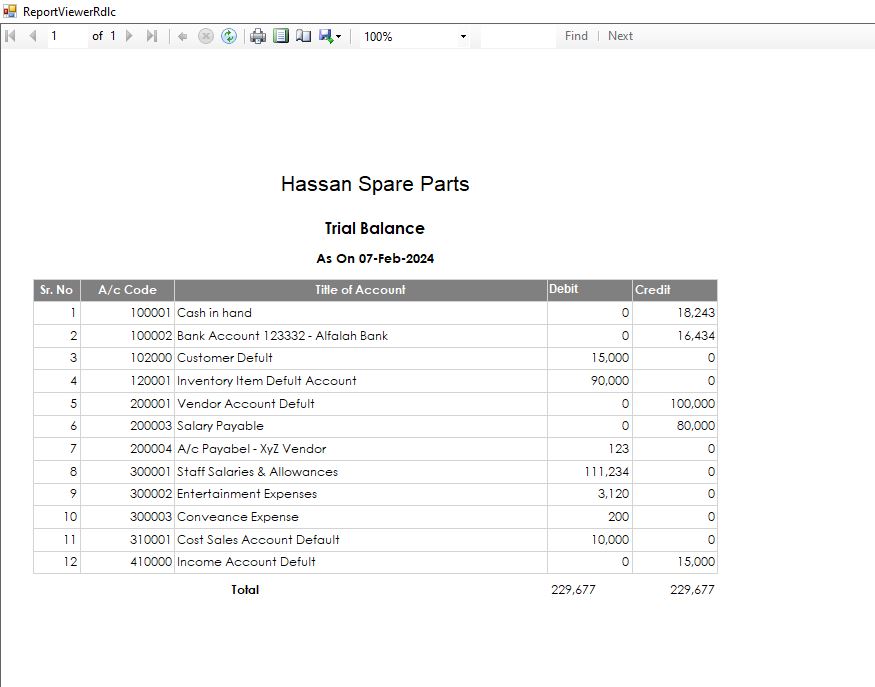 ReportViewerRdlc
1 of 1 100% Find | Next
Hassan Spare Parts
Trial Balance
As On 07-Feb-2024
Sr. No A/c Code Title of Account Debit Credit
1 100001 Cash in hand 0 18,243
2 100002 Bank Account 123332 - Alfalah Bank 0 16,434
3 102000 Customer Defult 15,000 0
4 120001 Inventory Item Defult Account 90,000 0
5 200001 Vendor Account Defult 0 100,000
6 200003 Salary Payable 0 80,000
7 200004 A/c Payabel - XyZ Vendor 123 0
8 300001 Staff Salaries & Allowances 111,234 0
9 300002 Entertainment Expenses 3,120 0
10 300003 Conveance Expense 200 0
11 310001 Cost Sales Account Default 10,000 0
12 410000 Income Account Defult 0 15,000
Total 229,677 229,677